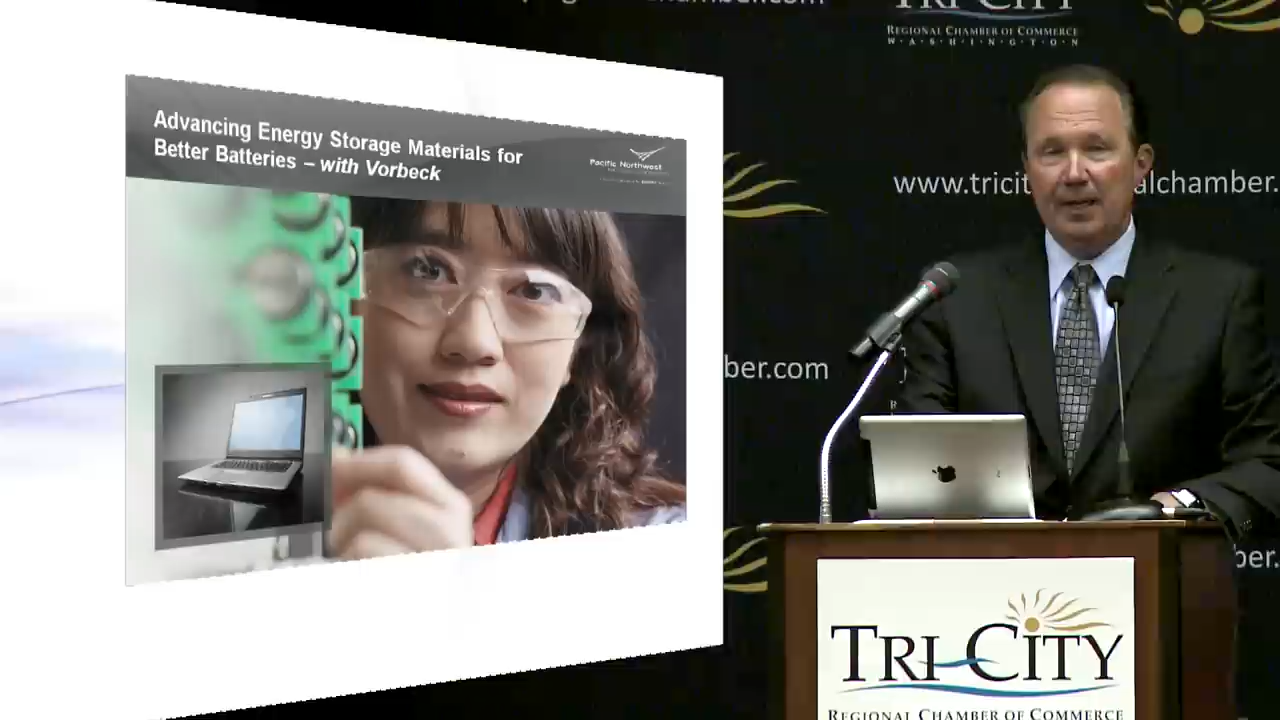 Advancing Energy Storage Materials for
Better Batteries – with Vorbeck
Pacific Northwest
TRI-CITY
REGIONAL CHAMBER OF COMMERCE
W·A·S·H·I·N·G·T·O·N
www.tricit
alchamber.
ber.com
ber.
TRI-CITY
REGIONAL CHAMBER OF COMMERCE